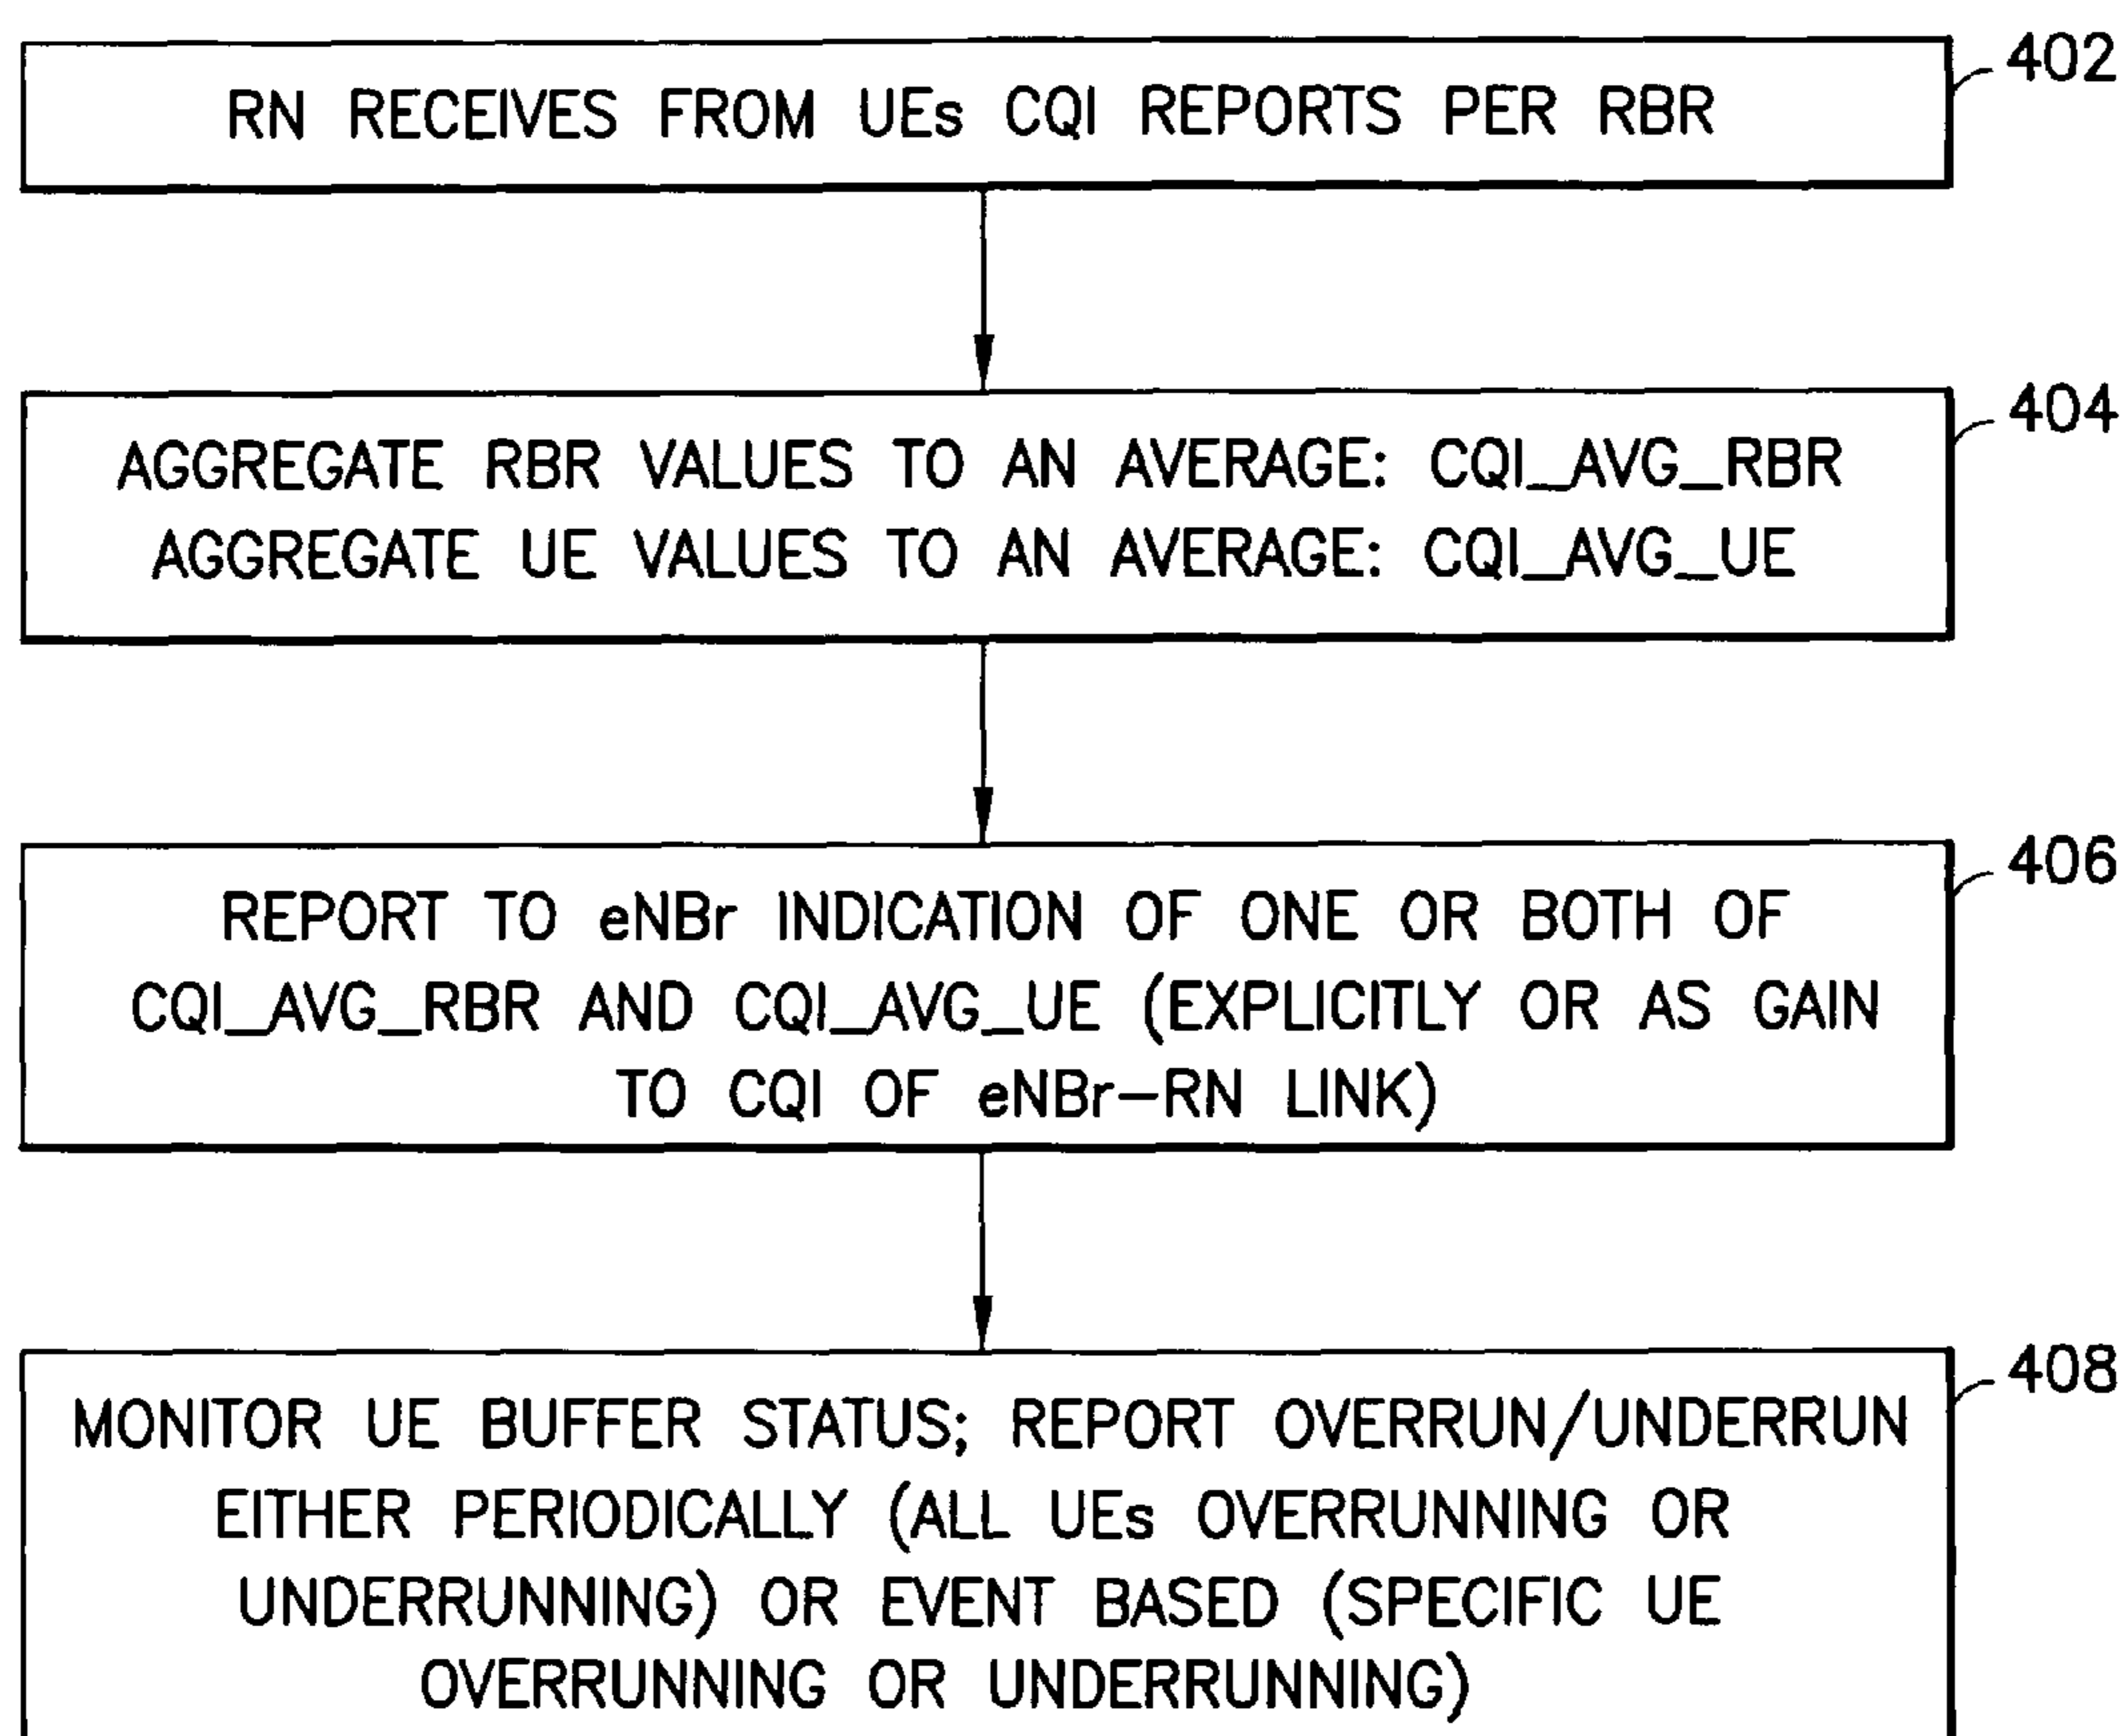 RN RECEIVES FROM UEs CQI REPORTS PER RBR
402
AGGREGATE RBR VALUES TO AN AVERAGE: CQI_AVG_RBR
AGGREGATE UE VALUES TO AN AVERAGE: CQI_AVG_UE
404
REPORT TO eNBr INDICATION OF ONE OR BOTH OF
CQI_AVG_RBR AND CQI_AVG_UE (EXPLICITLY OR AS GAIN
TO CQI OF eNBr–RN LINK)
406
MONITOR UE BUFFER STATUS; REPORT OVERRUN/UNDERRUN
EITHER PERIODICALLY (ALL UEs OVERRUNNING OR
UNDERRUNNING) OR EVENT BASED (SPECIFIC UE
OVERRUNNING OR UNDERRUNNING)
408